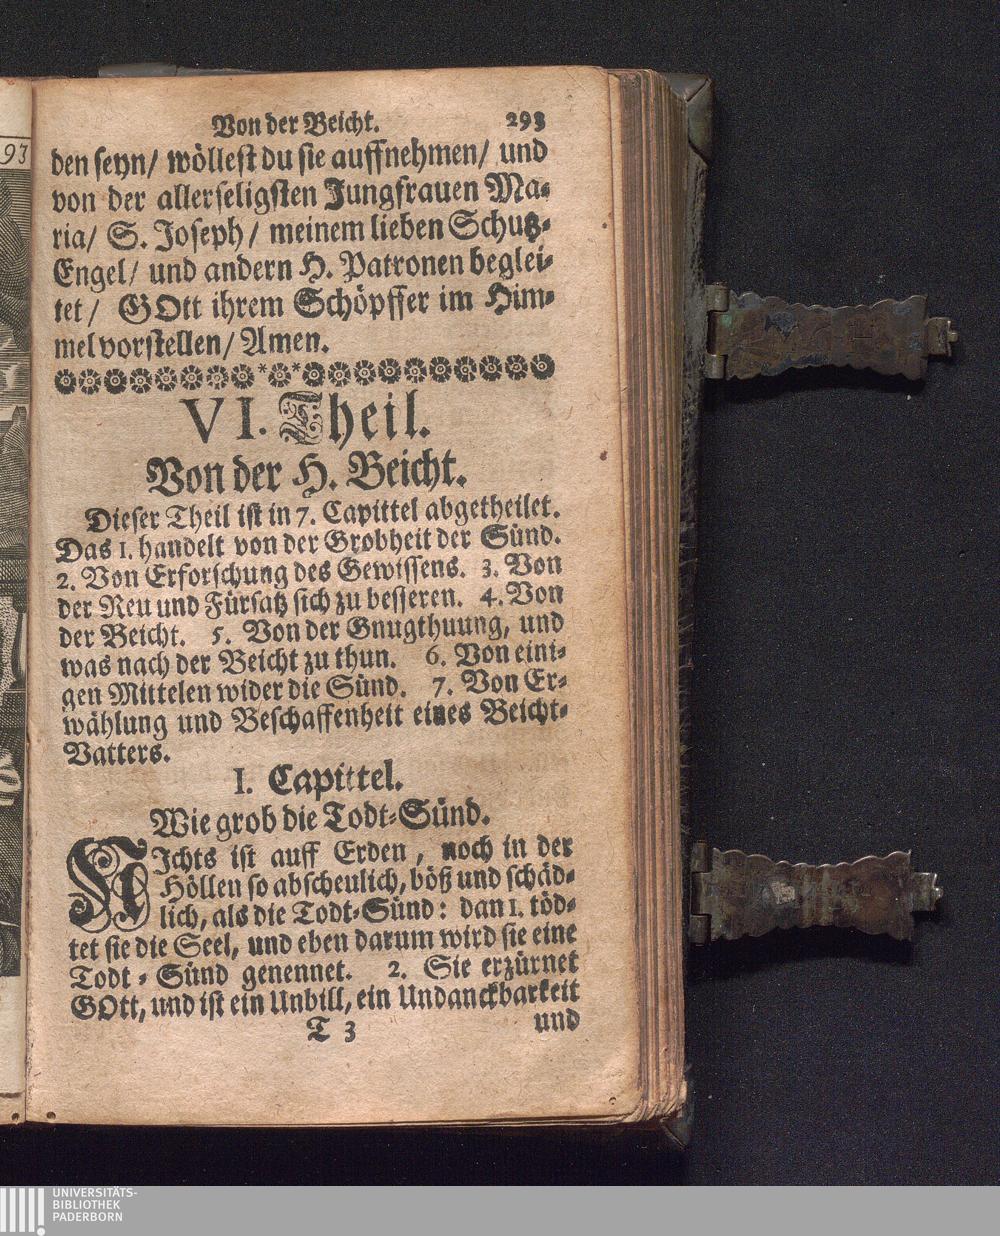 93
Von der Beicht. 293
den seyn/ wöllest du sie auffnehmen/ und
von der allerseligsten Jungfrauen Ma-
ria/ S. Joseph/ meinem lieben Schutz-
Engel/ und andern H. Patronen beglei-
tet/ GOtt ihrem Schöpffer im Him-
mel vorstellen/ Amen.
VI. Theil.
Von der H. Beicht.
Dieser Theil ist in 7. Capittel abgetheilet.
Das 1. handelt von der Grobheit der Sünd.
2. Von Erforschung des Gewissens. 3. Von
der Reu und Fürsatz sich zu besseren. 4. Von
der Beicht. 5. Von der Gnugthuung, und
was nach der Beicht zu thun. 6. Von eini-
gen Mittelen wider die Sünd. 7. Von Er-
wählung und Beschaffenheit eines Beicht-
Vatters.
I. Capittel.
Wie grob die Todt-Sünd.
NIchts ist auff Erden, noch in der
Höllen so abscheulich, böß und schäd-
lich, als die Todt-Sünd: dan 1. töd-
tet sie die Seel, und eben darum wird sie eine
Todt-Sünd genennet. 2. Sie erzürnet
GOtt, und ist ein Unbill, ein Undanckbarkeit
T 3 und
UNIVERSITÄTS-
BIBLIOTHEK
PADERBORN